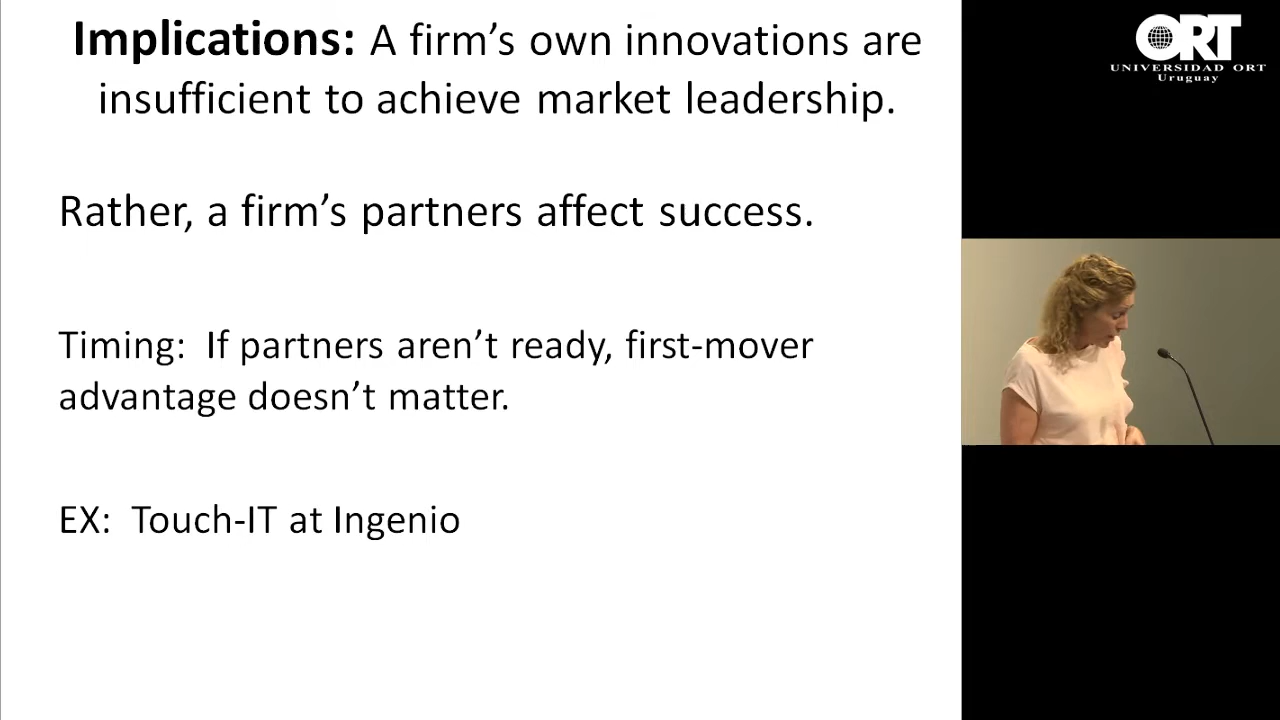 Implications: A firm’s own innovations are
insufficient to achieve market leadership.
Rather, a firm’s partners affect success.
Timing:  If partners aren’t ready, first-mover
advantage doesn’t matter.
EX:  Touch-IT at Ingenio
ORT
UNIVERSIDAD ORT
Uruguay